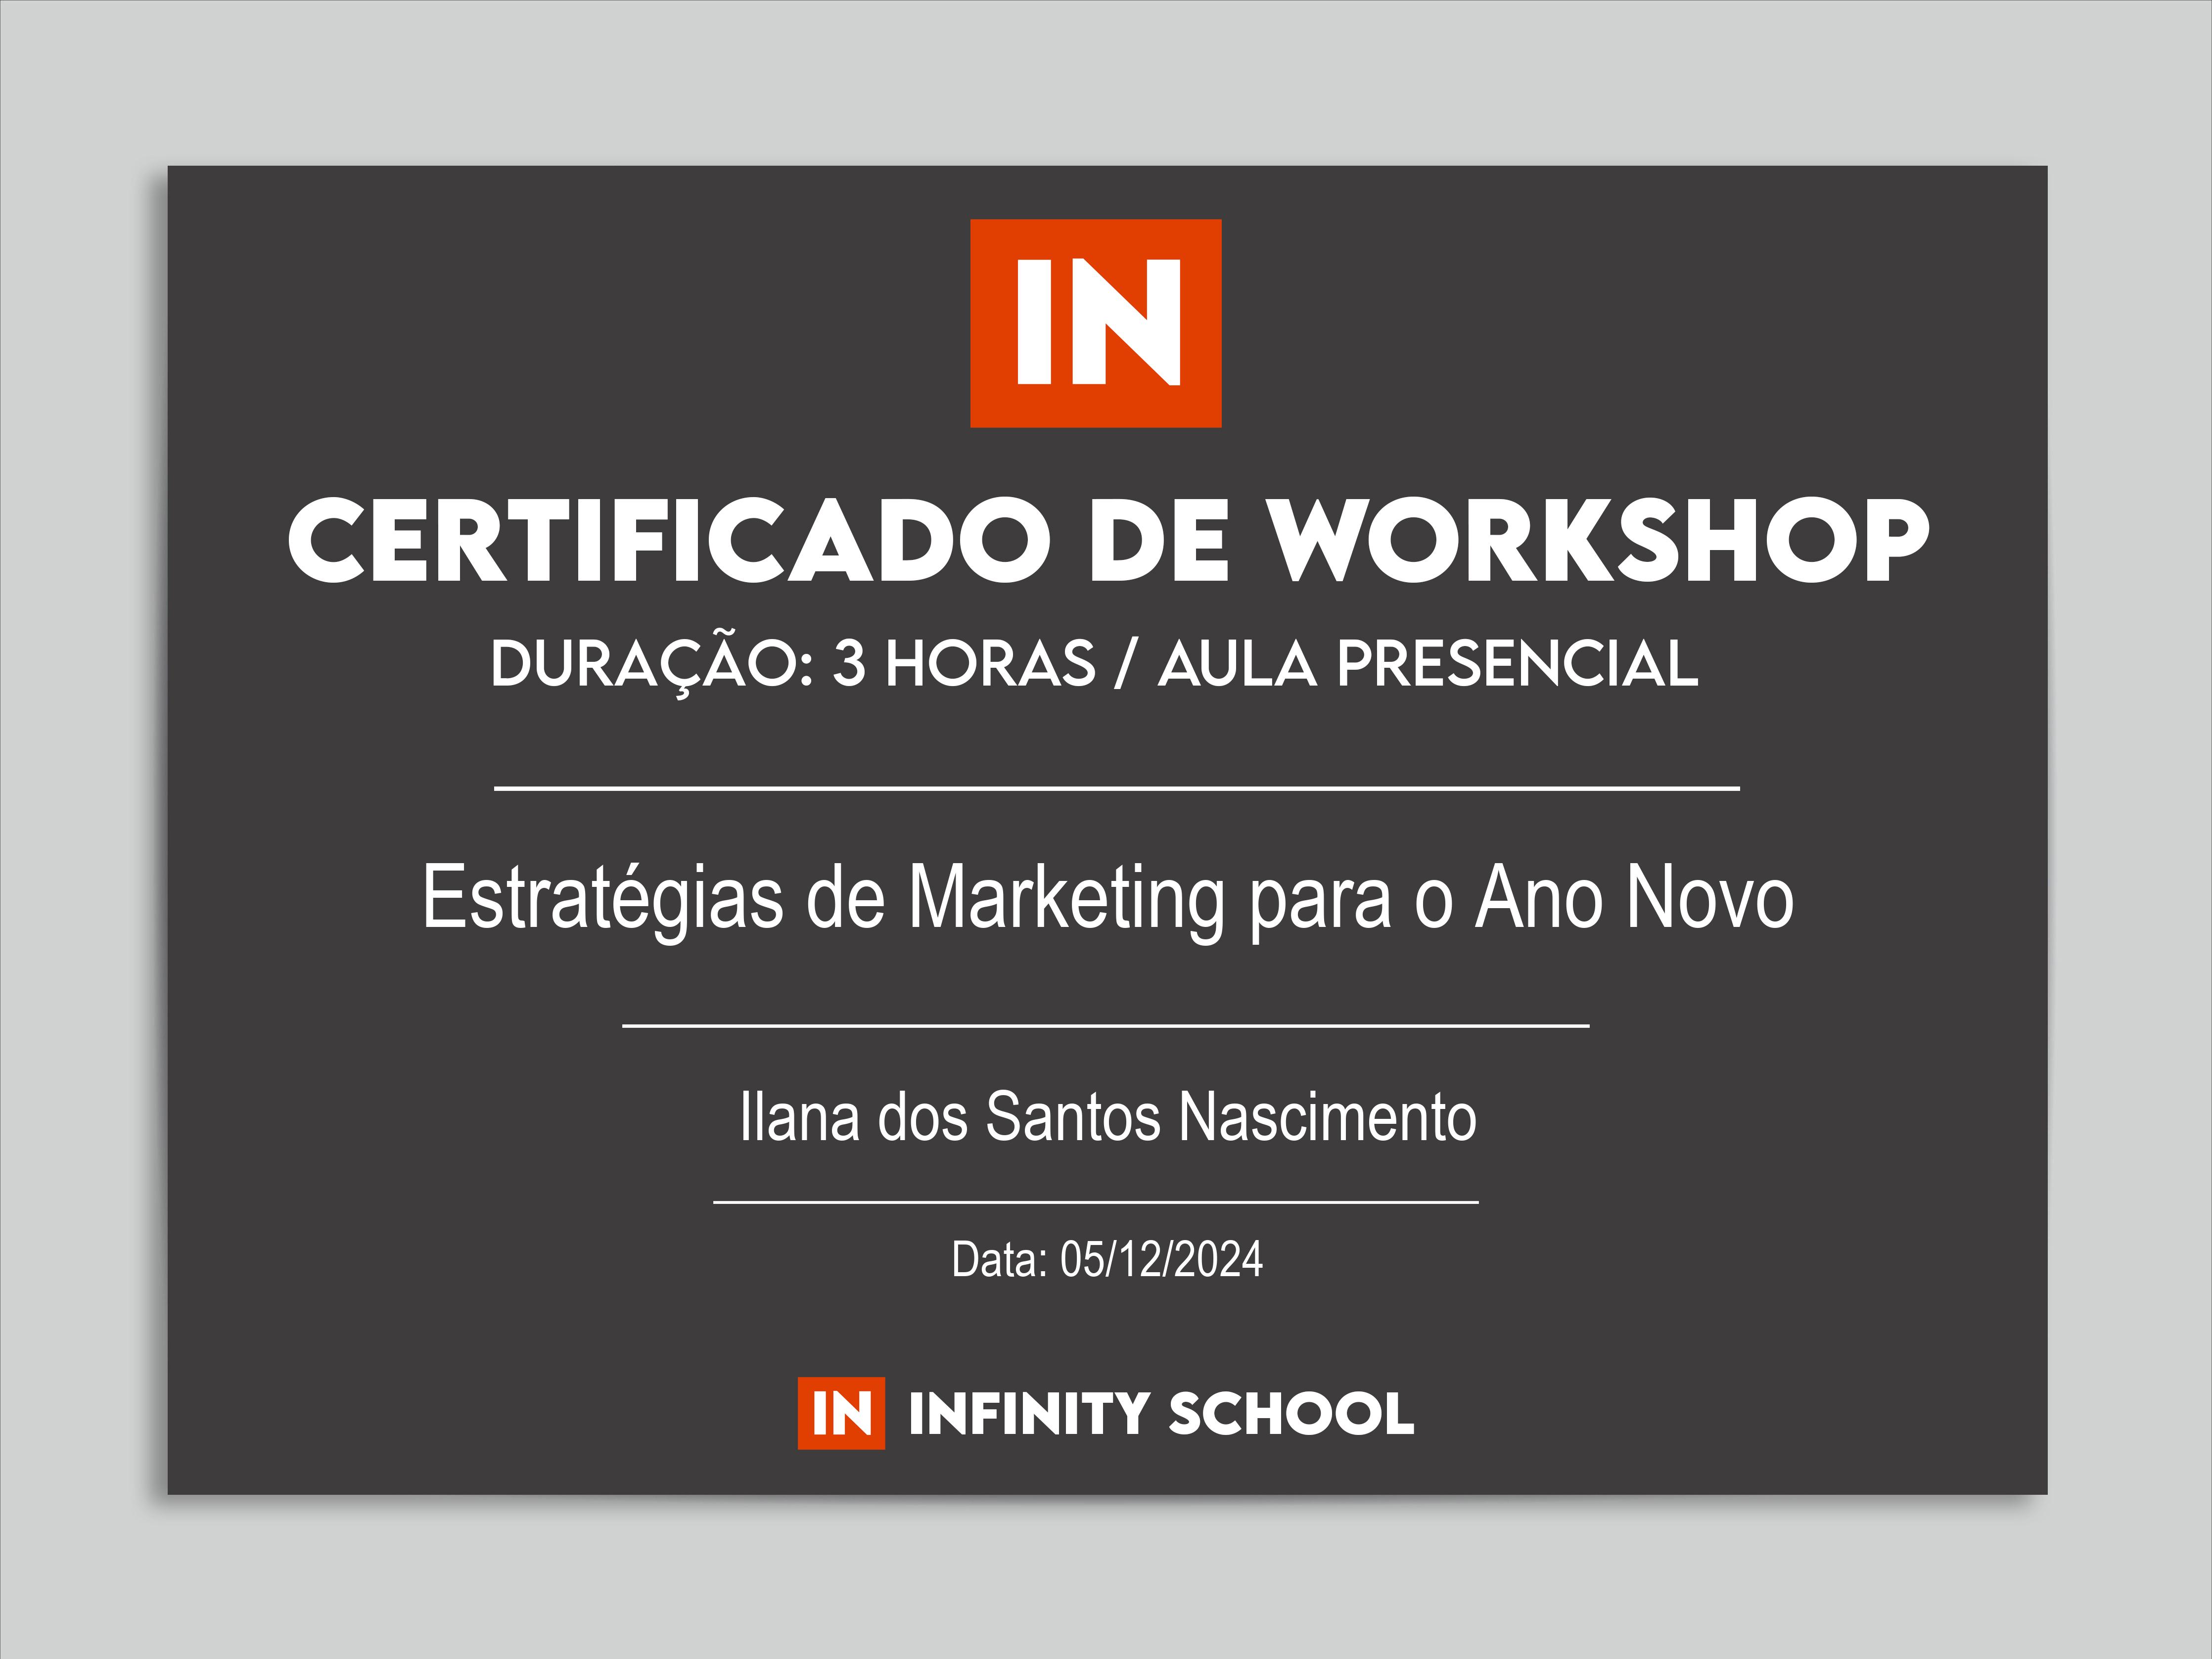 IN
CERTIFICADO DE WORKSHOP
DURAÇÃO: 3 HORAS / AULA PRESENCIAL
Estratégias de Marketing para o Ano Novo
Ilana dos Santos Nascimento
Data: 05/12/2024
IN INFINITY SCHOOL